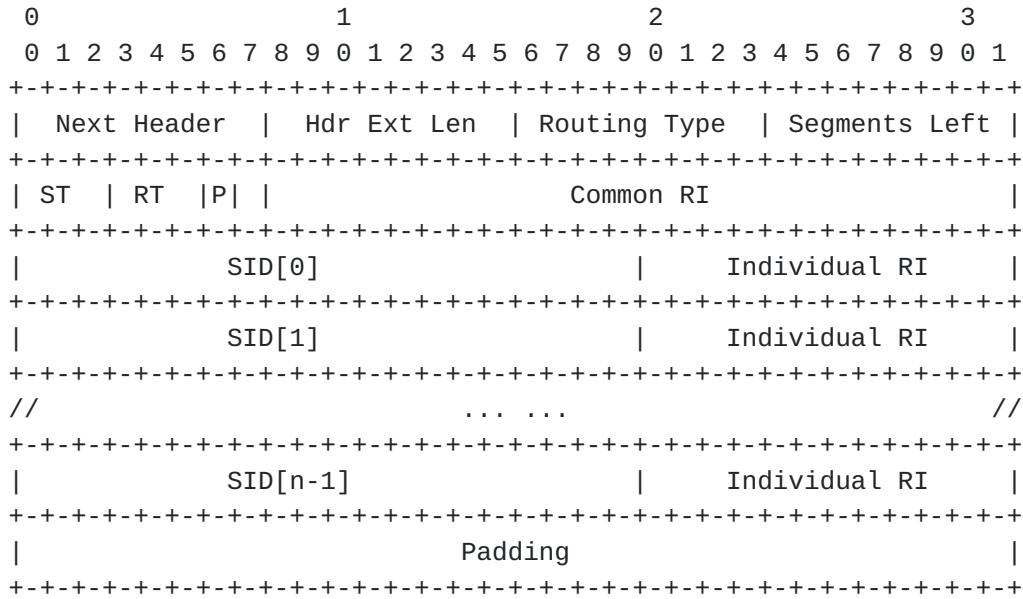 0                   1                   2                   3
 0 1 2 3 4 5 6 7 8 9 0 1 2 3 4 5 6 7 8 9 0 1 2 3 4 5 6 7 8 9 0 1
+-+-+-+-+-+-+-+-+-+-+-+-+-+-+-+-+-+-+-+-+-+-+-+-+-+-+-+-+-+-+-+-+
|  Next Header  |  Hdr Ext Len  | Routing Type  | Segments Left |
+-+-+-+-+-+-+-+-+-+-+-+-+-+-+-+-+-+-+-+-+-+-+-+-+-+-+-+-+-+-+-+-+
| ST  | RT  |P| |                   Common RI                   |
+-+-+-+-+-+-+-+-+-+-+-+-+-+-+-+-+-+-+-+-+-+-+-+-+-+-+-+-+-+-+-+-+
|             SID[0]                    |     Individual RI     |
+-+-+-+-+-+-+-+-+-+-+-+-+-+-+-+-+-+-+-+-+-+-+-+-+-+-+-+-+-+-+-+-+
|             SID[1]                    |     Individual RI     |
+-+-+-+-+-+-+-+-+-+-+-+-+-+-+-+-+-+-+-+-+-+-+-+-+-+-+-+-+-+-+-+-+
//                           ... ...                           //
+-+-+-+-+-+-+-+-+-+-+-+-+-+-+-+-+-+-+-+-+-+-+-+-+-+-+-+-+-+-+-+-+
|             SID[n-1]                  |     Individual RI     |
+-+-+-+-+-+-+-+-+-+-+-+-+-+-+-+-+-+-+-+-+-+-+-+-+-+-+-+-+-+-+-+-+
|                            Padding                            |
+-+-+-+-+-+-+-+-+-+-+-+-+-+-+-+-+-+-+-+-+-+-+-+-+-+-+-+-+-+-+-+-+